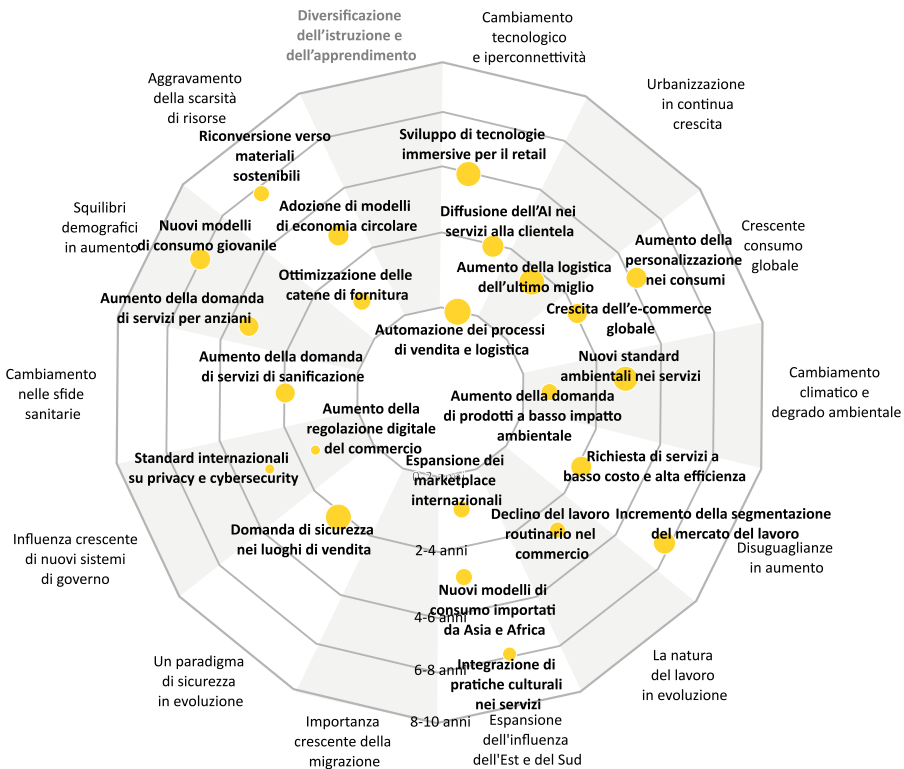 Diversificazione
dell'istruzione e
dell'apprendimento
Cambiamento
tecnologico
e iperconnettività
Urbanizzazione
in continua
crescita
Crescente
consumo
globale
Cambiamento
climatico e
degrado ambientale
Disuguaglianze
in aumento
La natura
del lavoro
in evoluzione
Espansione
dell'influenza
dell'Est e del Sud
Importanza
crescente della
migrazione
Un paradigma
di sicurezza
in evoluzione
Influenza crescente
di nuovi sistemi
di governo
Cambiamento
nelle sfide
sanitarie
Squilibri
demografici
in aumento
Aggravamento
della scarsità
di risorse
Riconversione verso
materiali
sostenibili
Sviluppo di tecnologie
immersive per il retail
Adozione di modelli
di economia circolare
Diffusione dell'AI nei
servizi alla clientela
Nuovi modelli
di consumo giovanile
Aumento della
personalizzazione
nei consumi
Ottimizzazione delle
catene di fornitura
Aumento della logistica
dell'ultimo miglio
Aumento della domanda
di servizi per anziani
Crescita dell'e-commerce
globale
Automazione dei processi
di vendita e logistica
Aumento della domanda
di servizi di sanificazione
Nuovi standard
ambientali nei servizi
Aumento della domanda
di prodotti a basso impatto
ambientale
Aumento della
regolazione digitale
del commercio
Standard internazionali
su privacy e cybersecurity
Espansione dei
marketplace
internazionali
Richiesta di servizi a
basso costo e alta efficienza
Domanda di sicurezza
nei luoghi di vendita
Declino del lavoro
routinario nel
commercio
Incremento della segmentazione
del mercato del lavoro
2-4 anni
Nuovi modelli di
consumo importati
da Asia e Africa
4-6 anni
Integrazione di
pratiche culturali
nei servizi
6-8 anni
8-10 anni